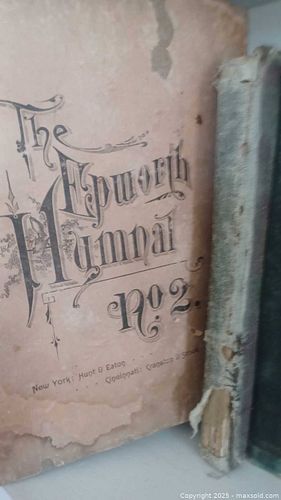 The
Epworth
Hymnal
No. 2.
New York: Hunt & Eaton
Cincinnati: Cranston & Stowe
Copyright 2025 - maxsold.com